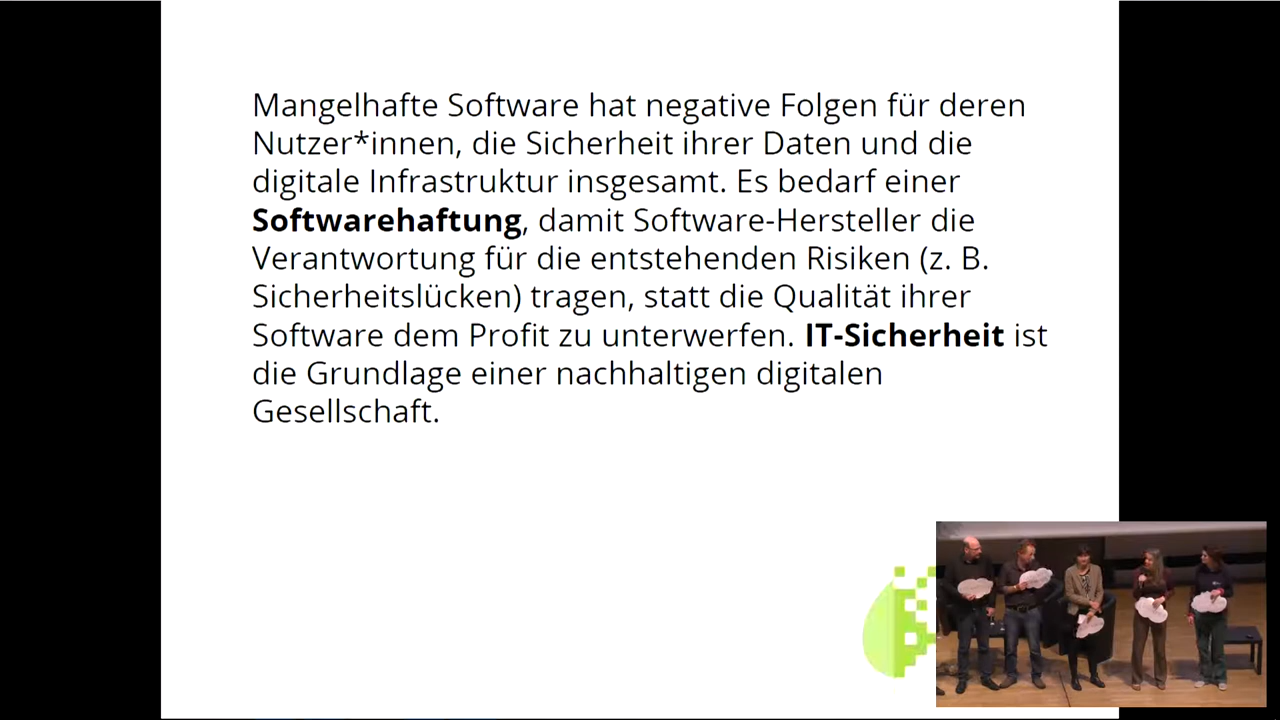 Mangelhafte Software hat negative Folgen für deren
Nutzer*innen, die Sicherheit ihrer Daten und die
digitale Infrastruktur insgesamt. Es bedarf einer
Softwarehaftung, damit Software-Hersteller die
Verantwortung für die entstehenden Risiken (z. B.
Sicherheitslücken) tragen, statt die Qualität ihrer
Software dem Profit zu unterwerfen. IT-Sicherheit ist
die Grundlage einer nachhaltigen digitalen
Gesellschaft.